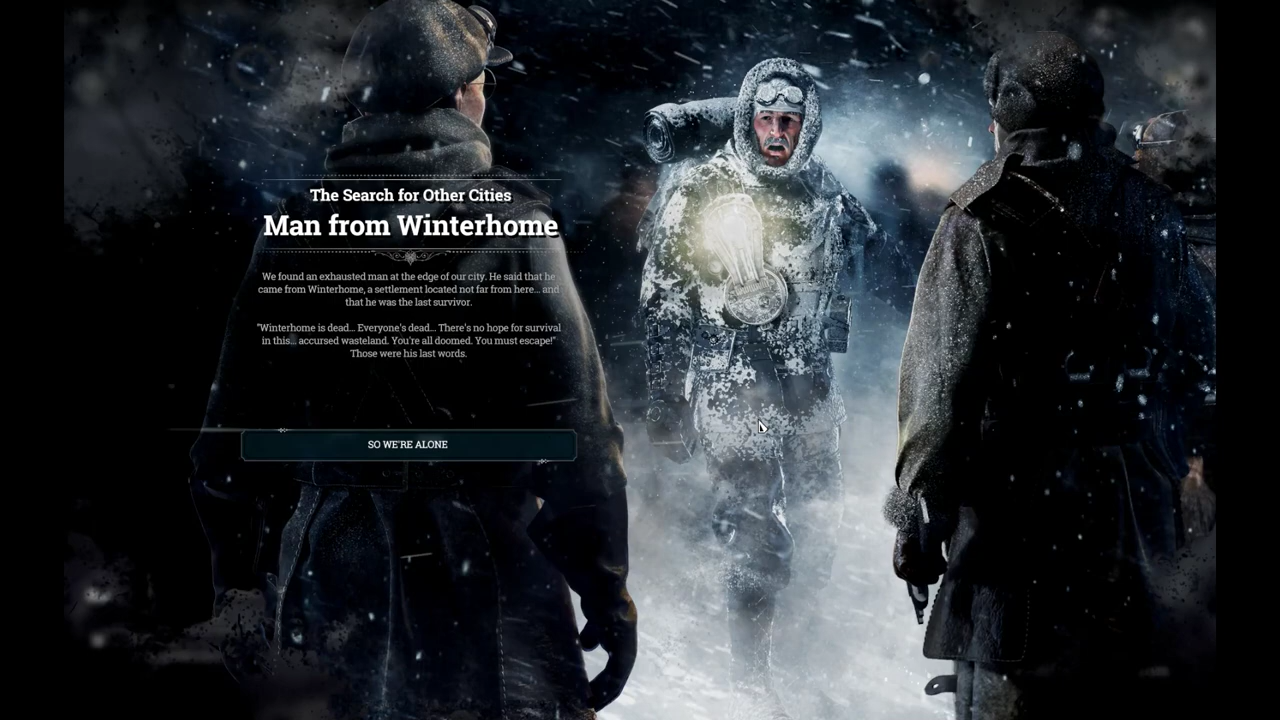 The Search for Other Cities
Man from Winterhome
We found an exhausted man at the edge of our city. He said that he
came from Winterhome, a settlement located not far from here... and
that he was the last survivor.
"Winterhome is dead... Everyone's dead... There's no hope for survival
in this... accursed wasteland. You're all doomed. You must escape!"
Those were his last words.
SO WE'RE ALONE